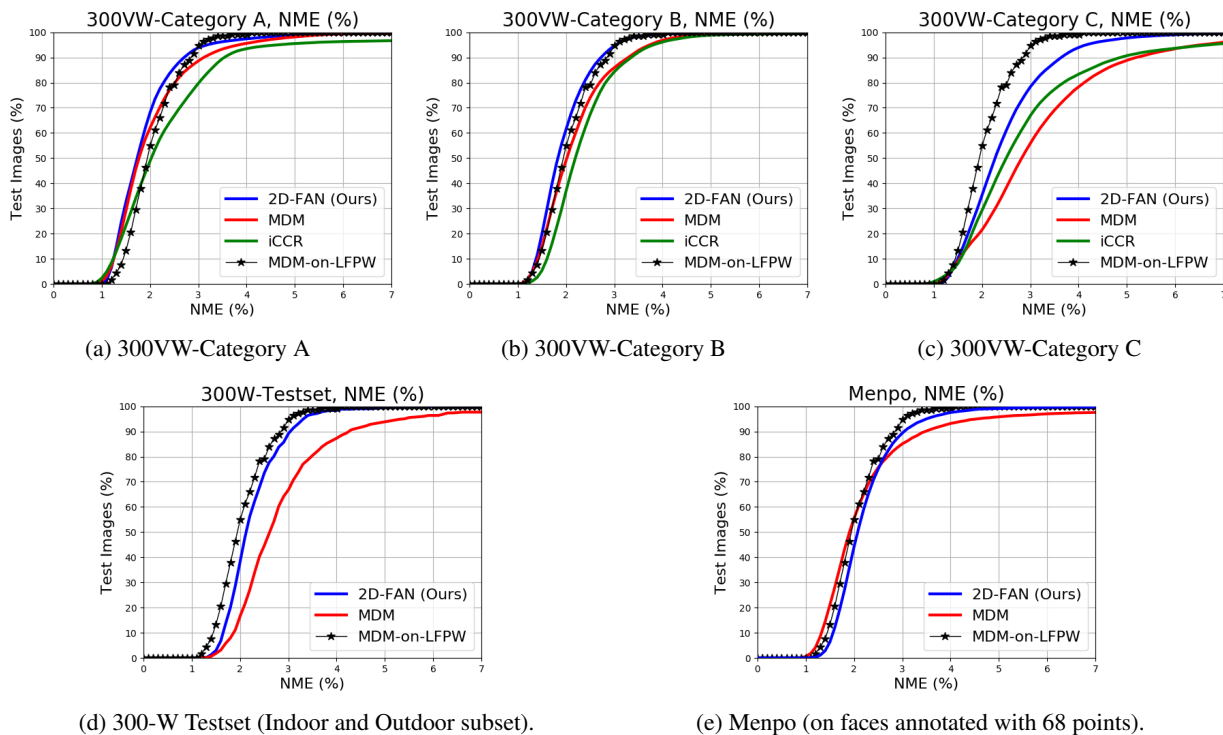 300VW-Category A, NME (%)
100
90
80
70
60
50
40
30
20
10
0
Test Images (%)
2D-FAN (Ours)
MDM
iCCR
MDM-on-LFPW
0 1 2 3 4 5 6 7
NME (%)
(a) 300VW-Category A
300VW-Category B, NME (%)
100
90
80
70
60
50
40
30
20
10
0
Test Images (%)
2D-FAN (Ours)
MDM
iCCR
MDM-on-LFPW
0 1 2 3 4 5 6 7
NME (%)
(b) 300VW-Category B
300VW-Category C, NME (%)
100
90
80
70
60
50
40
30
20
10
0
Test Images (%)
2D-FAN (Ours)
MDM
iCCR
MDM-on-LFPW
0 1 2 3 4 5 6 7
NME (%)
(c) 300VW-Category C
300W-Testset, NME (%)
100
90
80
70
60
50
40
30
20
10
0
Test Images (%)
2D-FAN (Ours)
MDM
MDM-on-LFPW
0 1 2 3 4 5 6 7
NME (%)
(d) 300-W Testset (Indoor and Outdoor subset).
Menpo, NME (%)
100
90
80
70
60
50
40
30
20
10
0
Test Images (%)
2D-FAN (Ours)
MDM
MDM-on-LFPW
0 1 2 3 4 5 6 7
NME (%)
(e) Menpo (on faces annotated with 68 points).